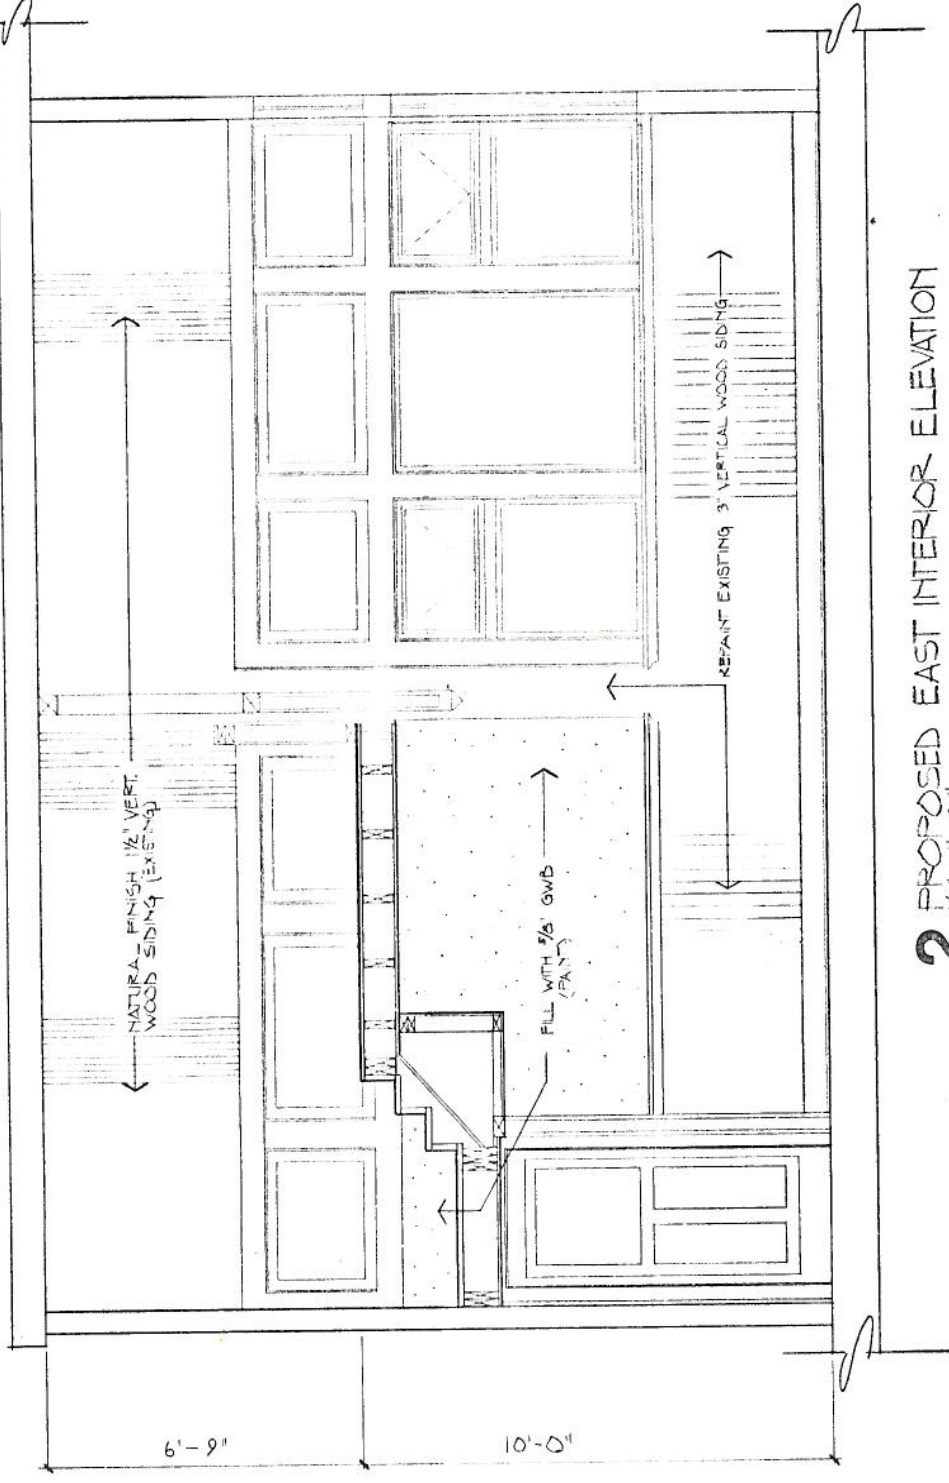 NATURAL FINISH 1½" VERT.
WOOD SIDING (EXISTING)
REPAINT EXISTING 3" VERTICAL WOOD SIDING
FILL WITH ⅝" GWB
(PAINT)
6'-9"
10'-0"
2 PROPOSED EAST INTERIOR ELEVATION